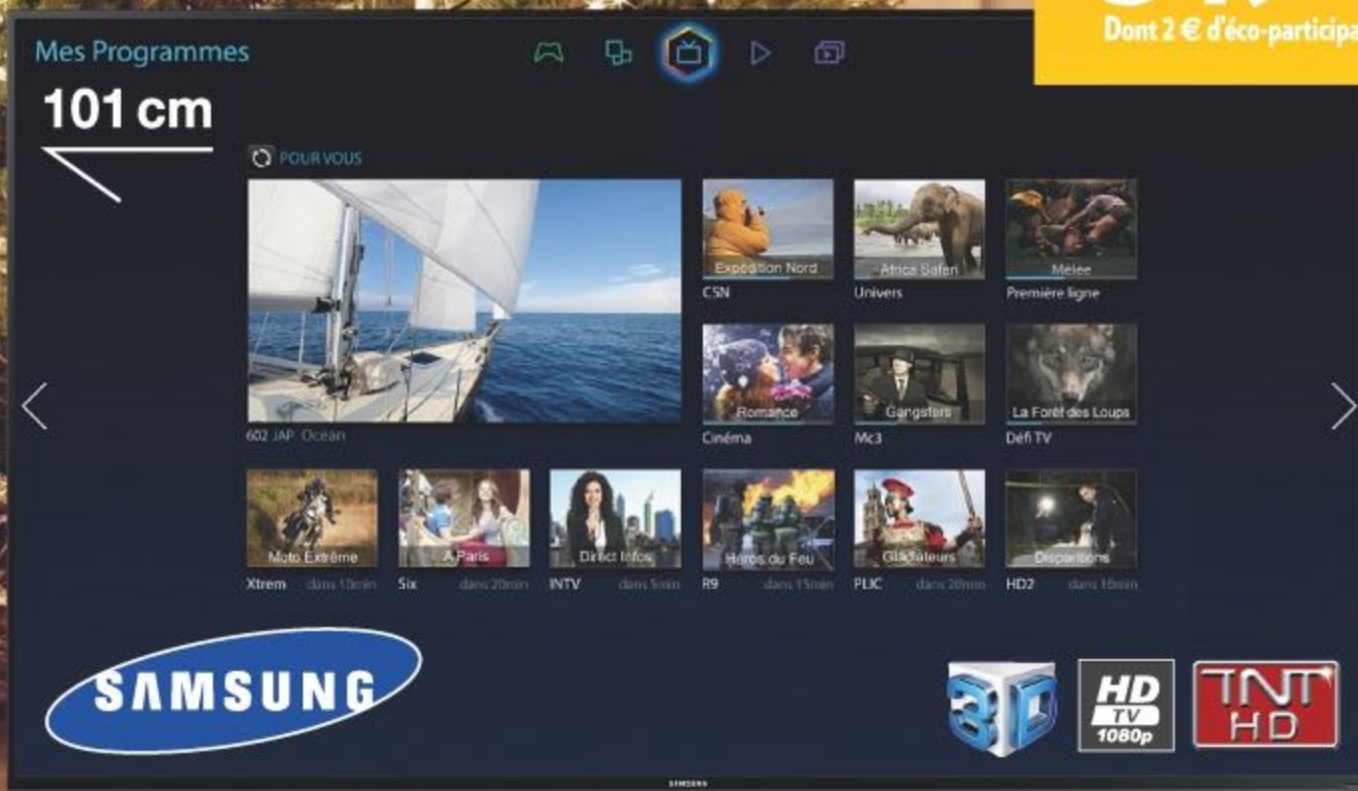 Dont 2 € d'éco-participa
Mes Programmes
101 cm
POUR VOUS
Expédition Nord
Africa Safari
Melee
CSN
Univers
Première ligne
Romance
Gangsters
La Forêt des Loups
602 JAP Océan
Cinéma
Mc3
Défi TV
Moto Extrême
A Paris
Direct Infos
Héros du Feu
Gladiateurs
Disparitions
Xtrem dans 10min
Six dans 20min
INTV dans 5min
R9 dans 15min
PLIC dans 20min
HD2 dans 10min
SAMSUNG
3D
HD
TV
1080p
TNT
HD
SAMSUNG